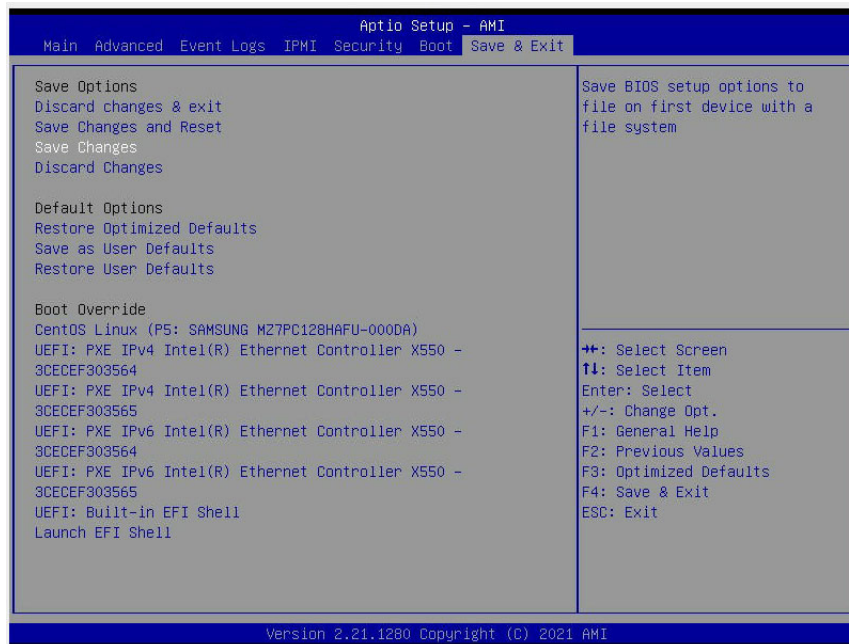 Aptio Setup – AMI
Main Advanced Event Logs IPMI Security Boot Save & Exit
Save Options
Discard changes & exit
Save Changes and Reset
Save Changes
Discard Changes
Default Options
Restore Optimized Defaults
Save as User Defaults
Restore User Defaults
Boot Override
CentOS Linux (P5: SAMSUNG MZ7PC128HAFU-000DA)
UEFI: PXE IPv4 Intel(R) Ethernet Controller X550 –
3CECEF303564
UEFI: PXE IPv4 Intel(R) Ethernet Controller X550 –
3CECEF303565
UEFI: PXE IPv6 Intel(R) Ethernet Controller X550 –
3CECEF303564
UEFI: PXE IPv6 Intel(R) Ethernet Controller X550 –
3CECEF303565
UEFI: Built-in EFI Shell
Launch EFI Shell
Save BIOS setup options to
file on first device with a
file system
→←: Select Screen
↑↓: Select Item
Enter: Select
+/-: Change Opt.
F1: General Help
F2: Previous Values
F3: Optimized Defaults
F4: Save & Exit
ESC: Exit
Version 2.21.1280 Copyright (C) 2021 AMI